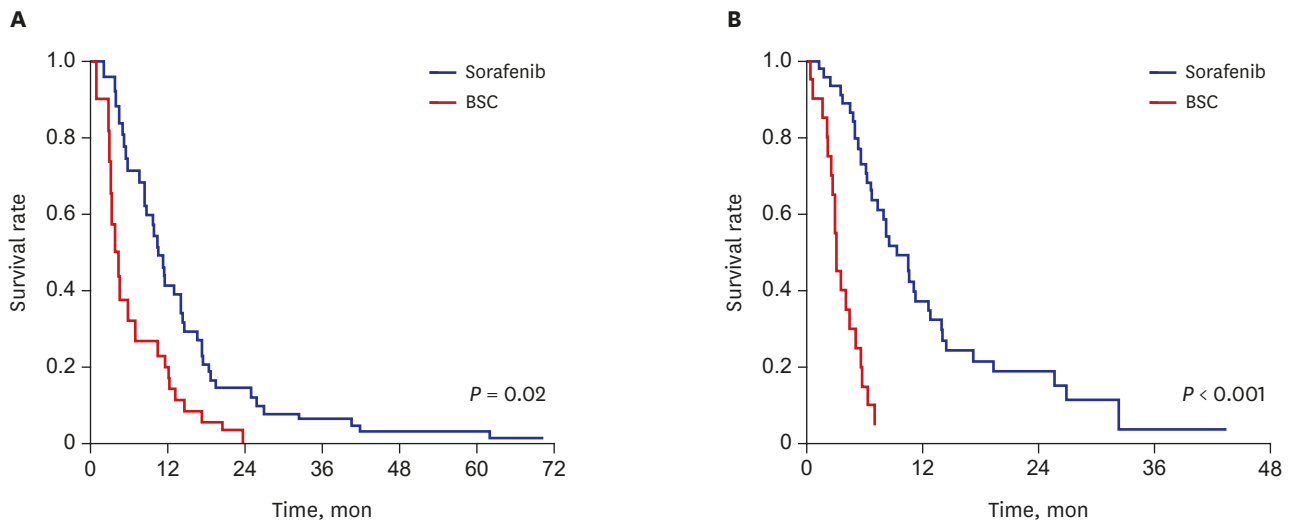 A
1.0
0.8
0.6
0.4
0.2
0
Survival rate
Sorafenib
BSC
P = 0.02
0 12 24 36 48 60 72
Time, mon
B
1.0
0.8
0.6
0.4
0.2
0
Survival rate
Sorafenib
BSC
P < 0.001
0 12 24 36 48
Time, mon